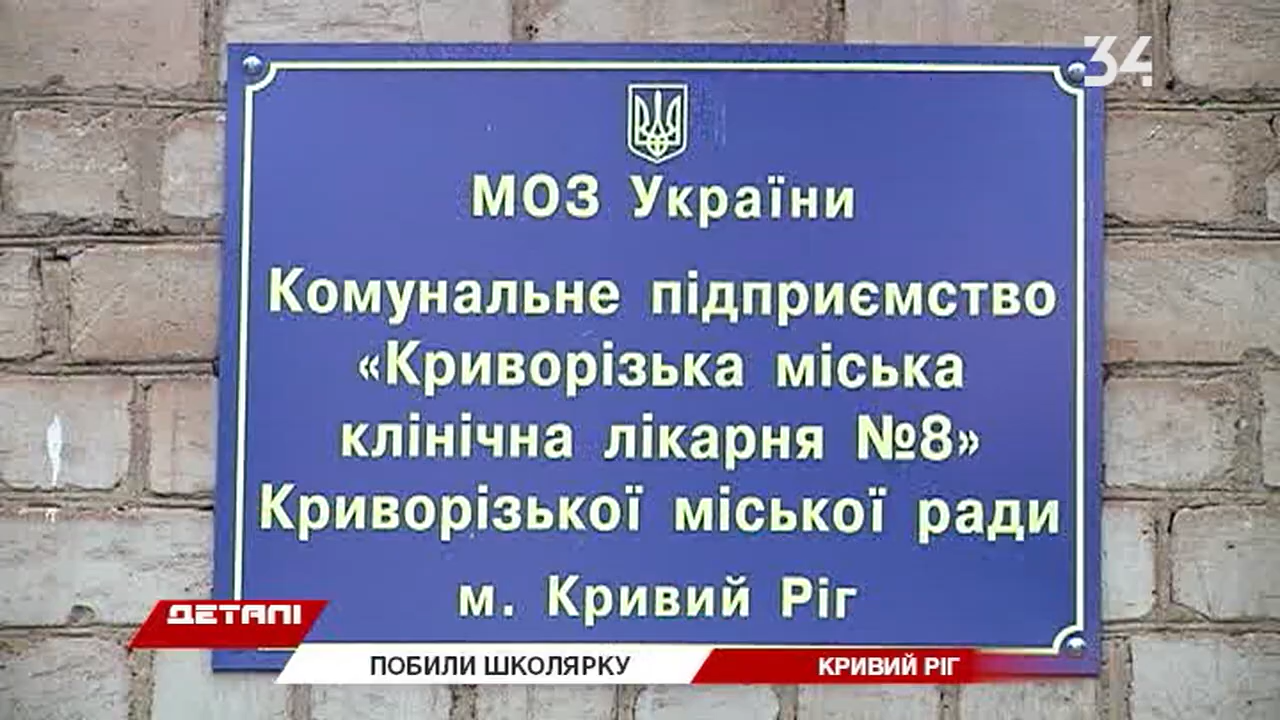 34
МОЗ України
Комунальне підприємство
«Криворізька міська
клінічна лікарня №8»
Криворізької міської ради
м. Кривий Ріг
ДЕТАЛІ
ПОБИЛИ ШКОЛЯРКУ
КРИВИЙ РІГ